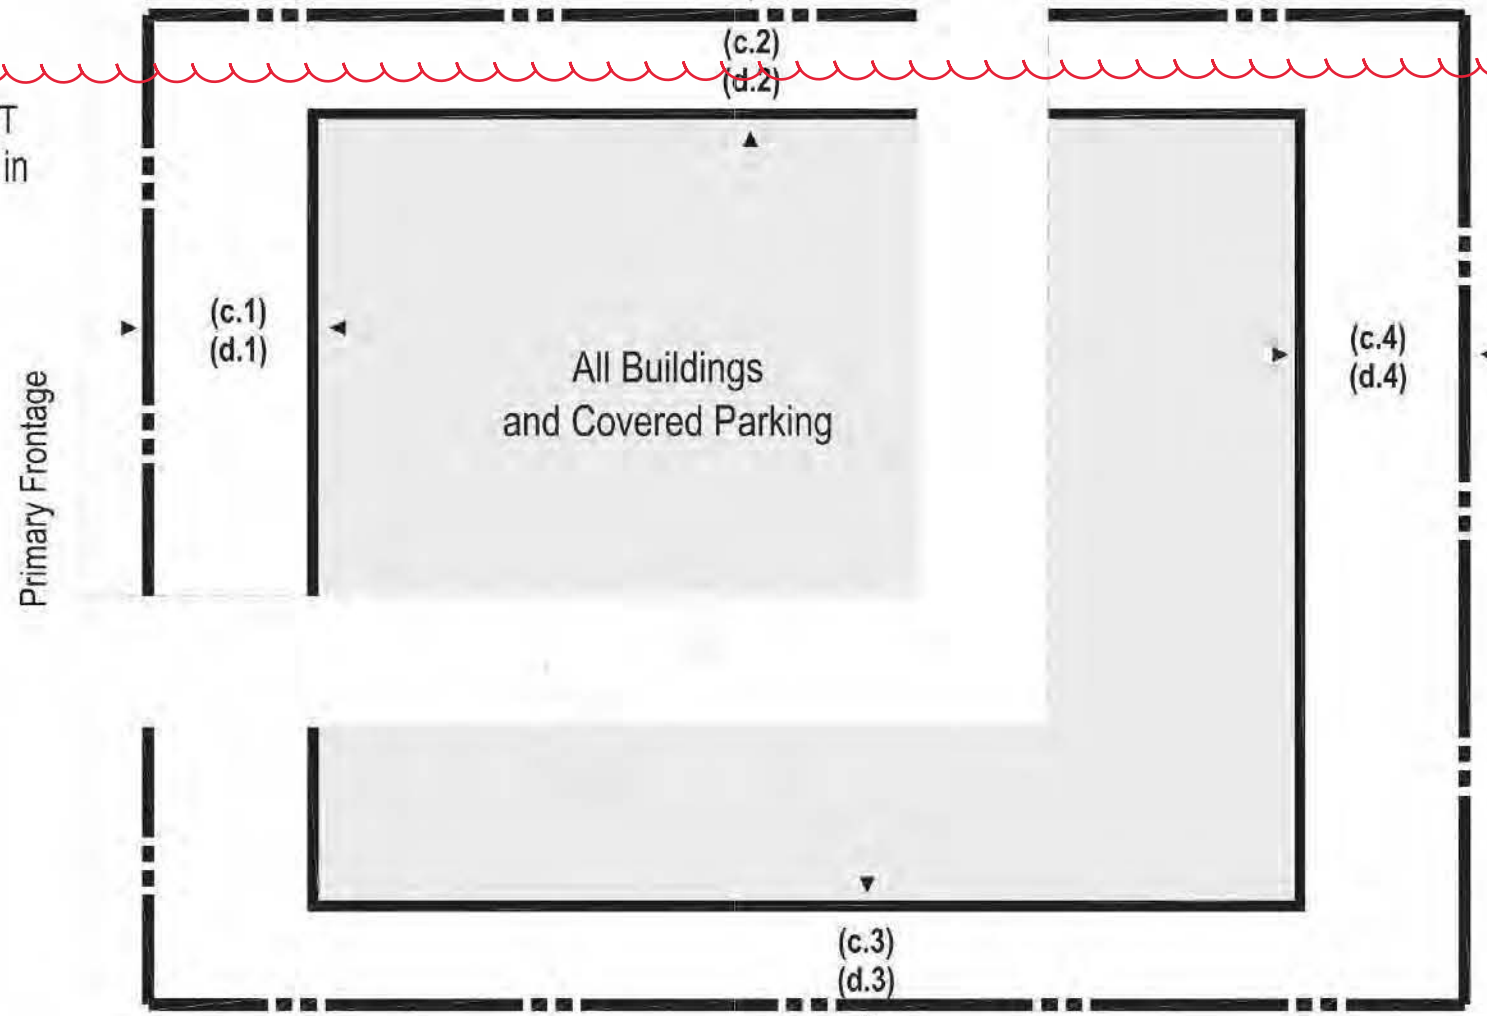 (c.2)
(d.2)
T
in
(c.1)
(d.1)
(c.4)
(d.4)
All Buildings
and Covered Parking
Primary Frontage
(c.3)
(d.3)